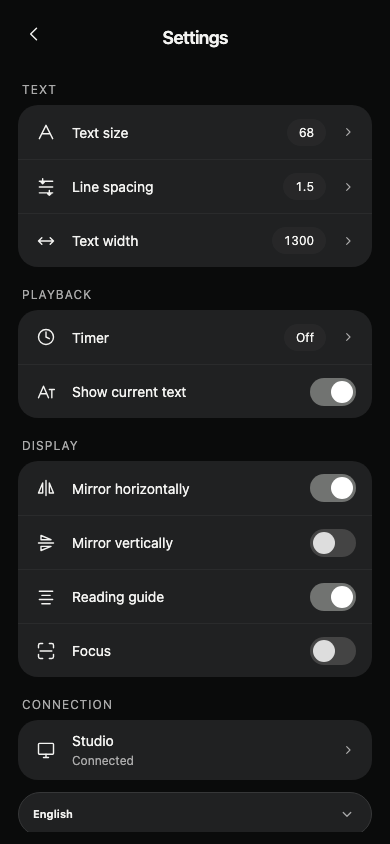 Settings
TEXT
Text size 68
Line spacing 1.5
Text width 1300
PLAYBACK
Timer Off
Show current text
DISPLAY
Mirror horizontally
Mirror vertically
Reading guide
Focus
CONNECTION
Studio
Connected
English